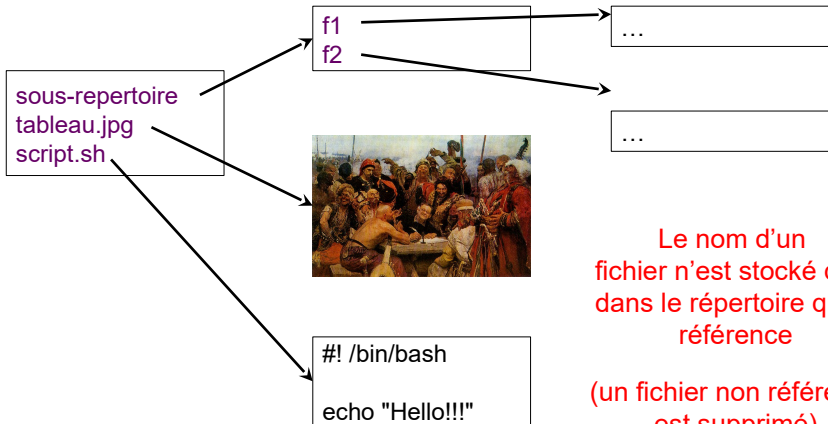 f1
f2
…
sous-repertoire
tableau.jpg
script.sh
…
Le nom d’un
fichier n’est stocké
dans le répertoire
référence
(un fichier non
est supprimé)
#! /bin/bash
echo "Hello!!!"